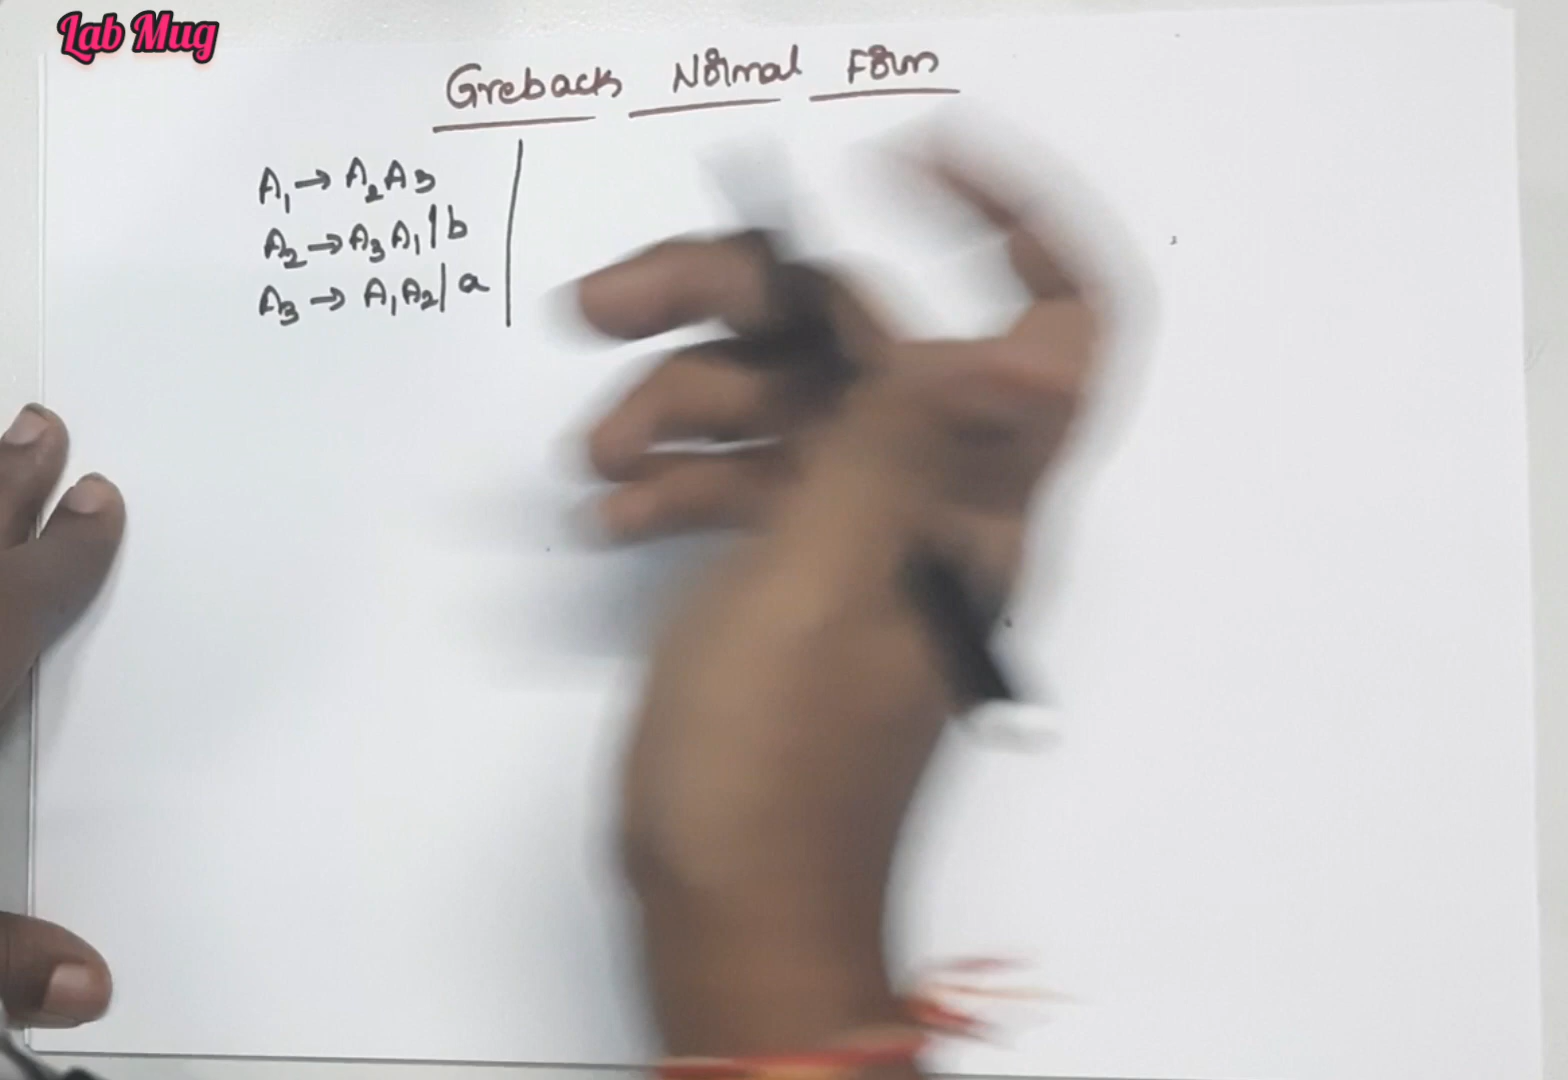 Lab Mug
Greback Normal Form
A₁ → A₂A₃
A₂ → A₃A₁|b
A₃ → A₁A₂|a